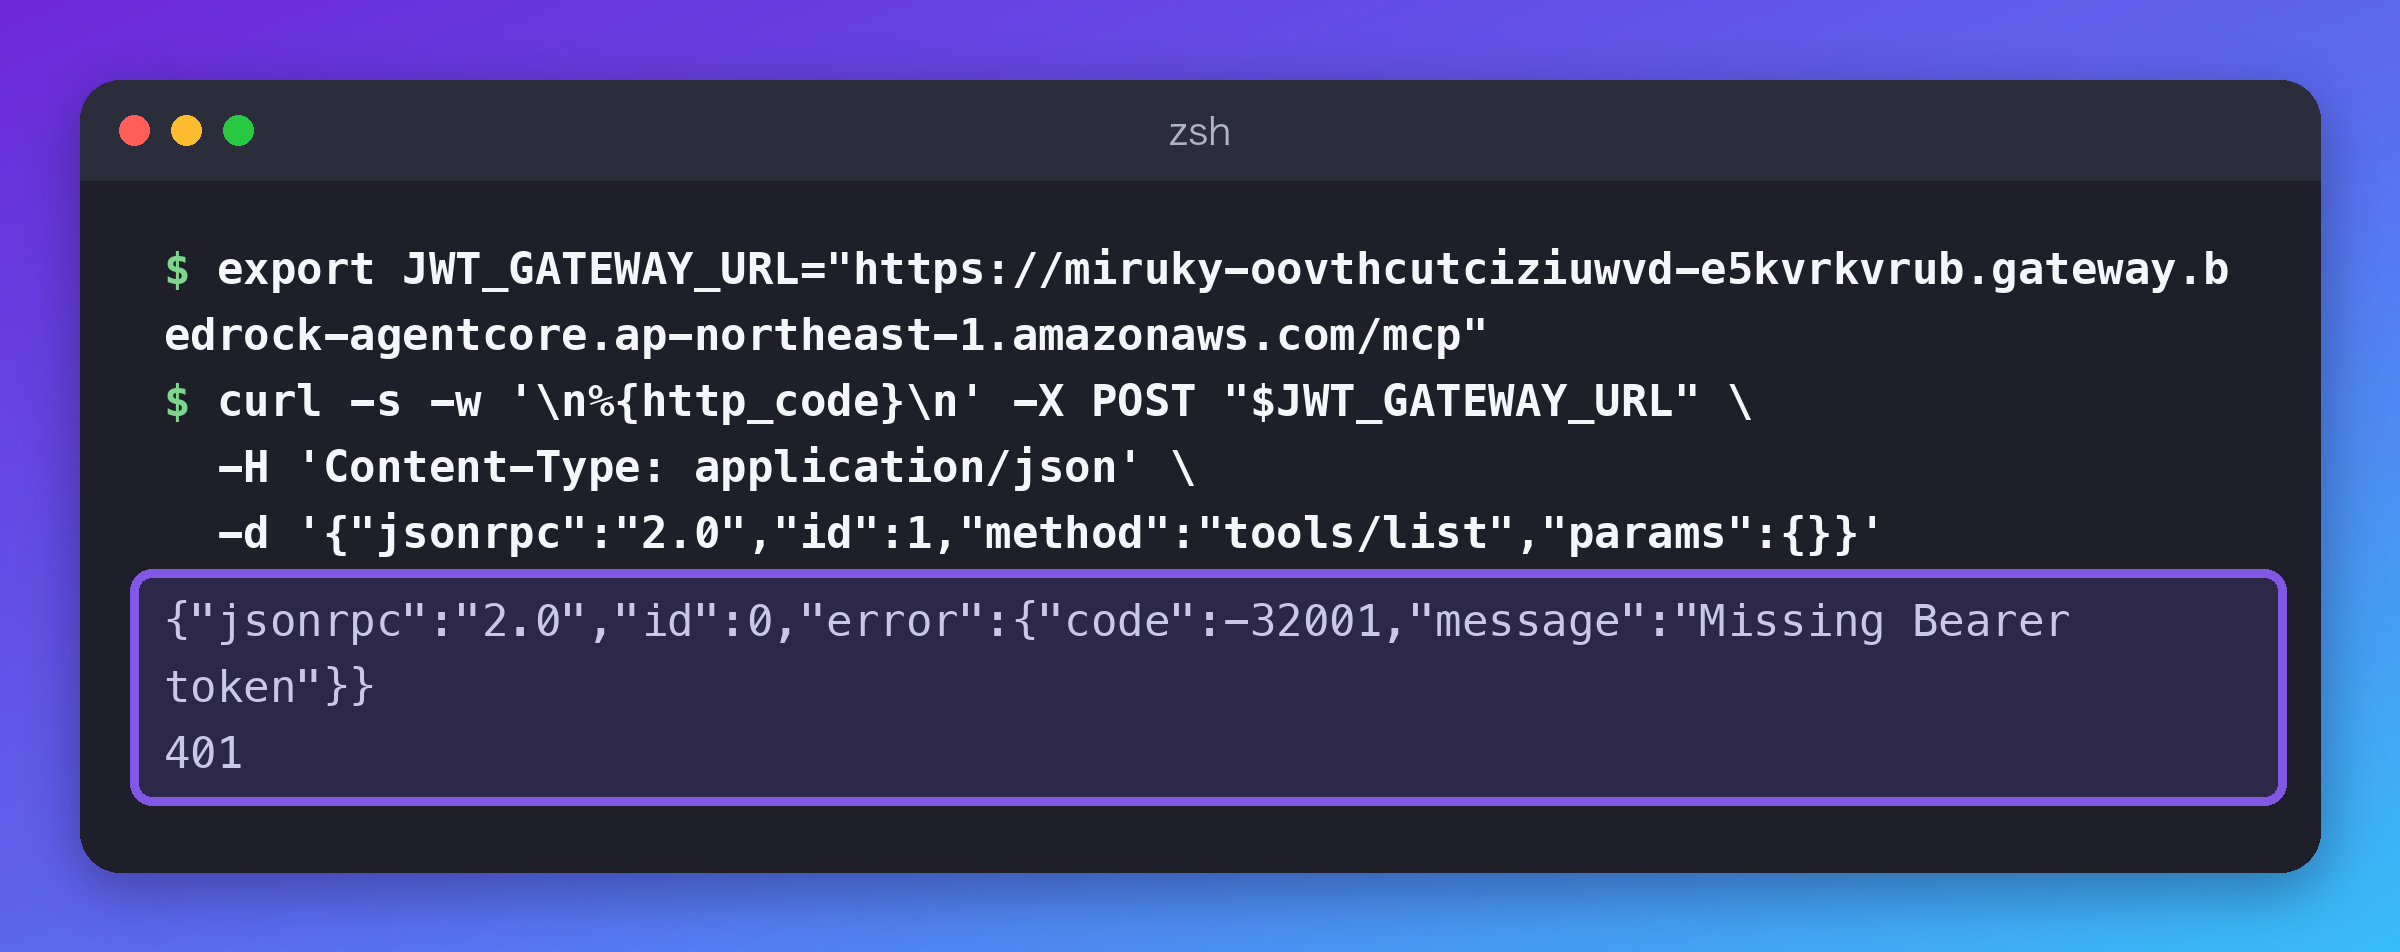 zsh
$ export JWT_GATEWAY_URL="https://miruky-oovthcutciziuwvd-e5kvrkvrub.gateway.b
edrock-agentcore.ap-northeast-1.amazonaws.com/mcp"
$ curl -s -w '\n%{http_code}\n' -X POST "$JWT_GATEWAY_URL" \
  -H 'Content-Type: application/json' \
  -d '{"jsonrpc":"2.0","id":1,"method":"tools/list","params":{}}'
{"jsonrpc":"2.0","id":0,"error":{"code":-32001,"message":"Missing Bearer
token"}}
401